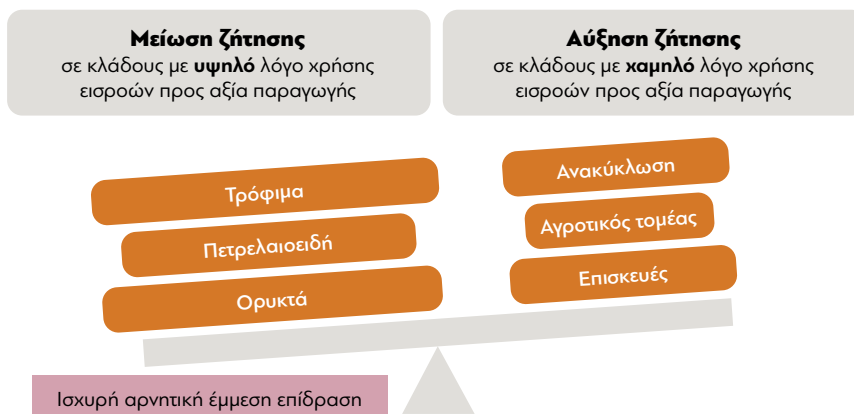 Μείωση ζήτησης
σε κλάδους με υψηλό λόγο χρήσης
εισροών προς αξία παραγωγής
Αύξηση ζήτησης
σε κλάδους με χαμηλό λόγο χρήσης
εισροών προς αξία παραγωγής
Τρόφιμα
Πετρελαιοειδή
Ορυκτά
Ανακύκλωση
Αγροτικός τομέας
Επισκευές
Ισχυρή αρνητική έμμεση επίδραση